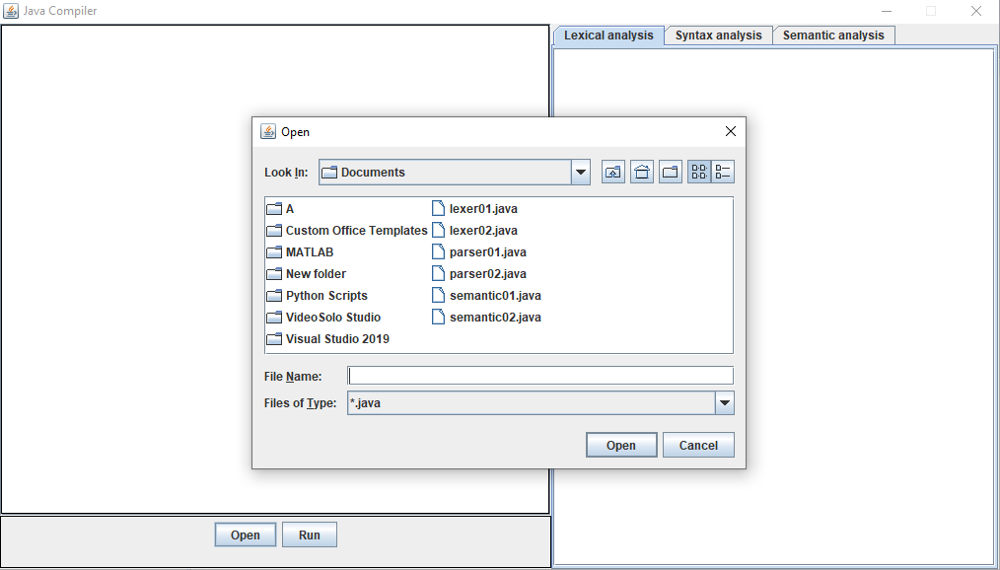 Java Compiler
Lexical analysis Syntax analysis Semantic analysis
Open
Look In: Documents
A
Custom Office Templates
MATLAB
New folder
Python Scripts
VideoSolo Studio
Visual Studio 2019
lexer01.java
lexer02.java
parser01.java
parser02.java
semantic01.java
semantic02.java
File Name:
Files of Type: *.java
Open Cancel
Open Run